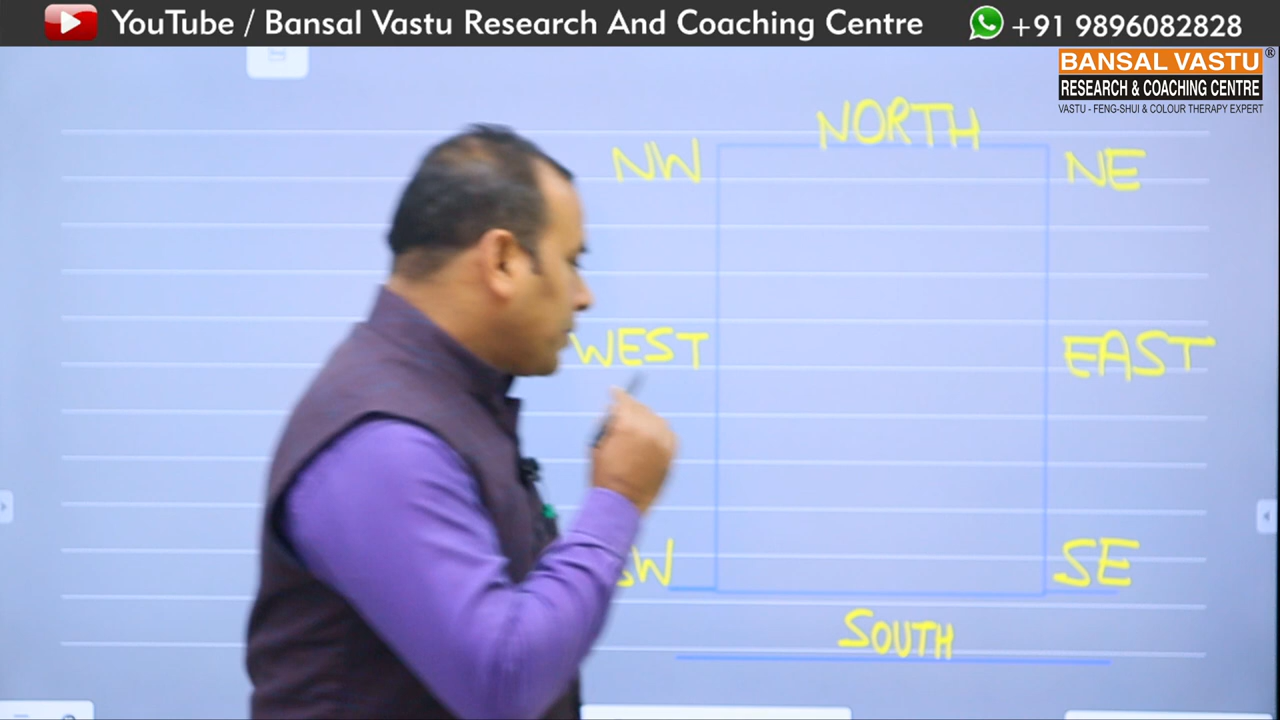 YouTube / Bansal Vastu Research And Coaching Centre +91 9896082828
BANSAL VASTU®
RESEARCH & COACHING CENTRE
VASTU - FENG-SHUI & COLOUR THERAPY EXPERT
NORTH
NW NE
WEST EAST
SW SE
SOUTH